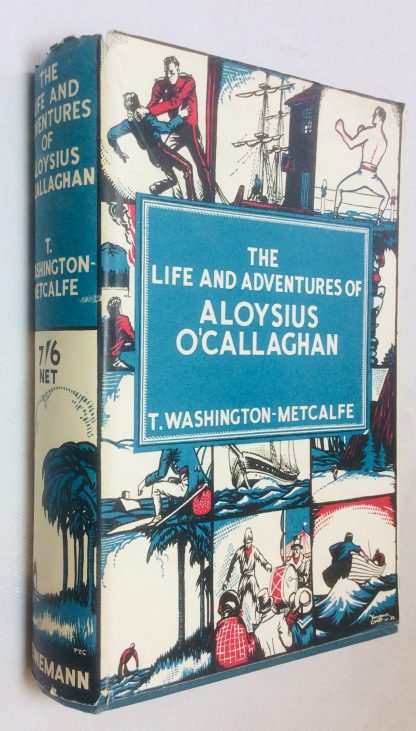 THE
LIFE AND
ADVENTURES
OF
ALOYSIUS
O'CALLAGHAN
T.
WASHINGTON-
METCALFE
7/6
NET
THE
LIFE AND ADVENTURES OF
ALOYSIUS
O'CALLAGHAN
T. WASHINGTON-METCALFE